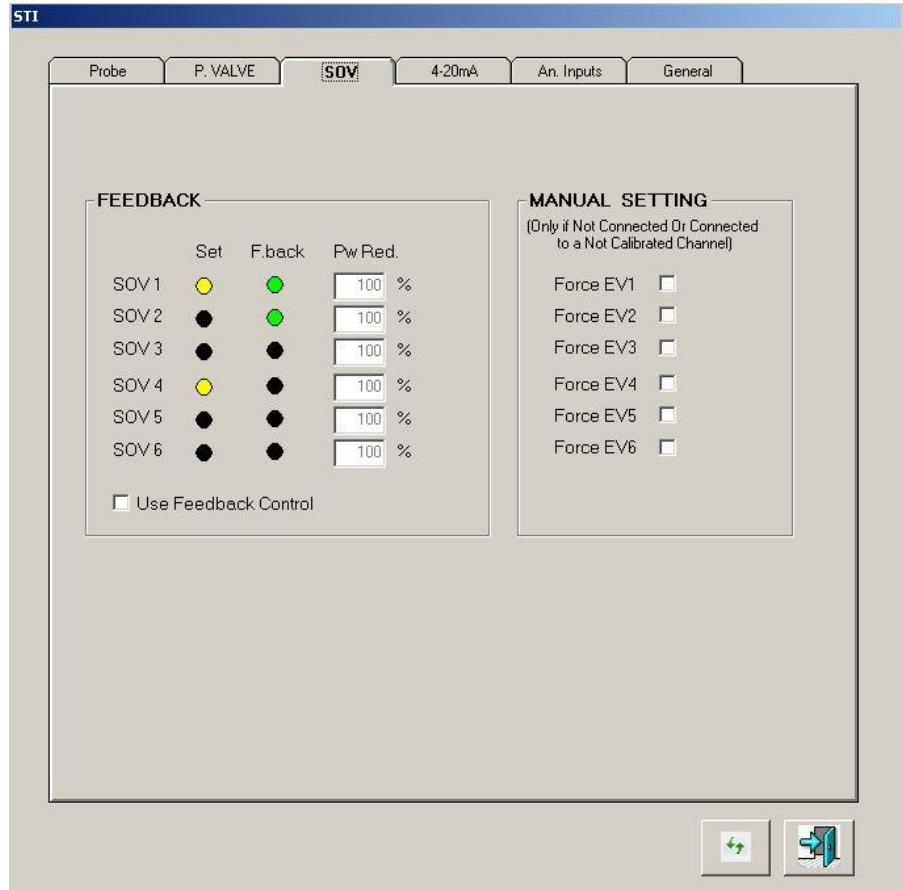 STI
Probe P. VALVE SOV 4-20mA An. Inputs General
FEEDBACK
Set F.back Pw Red.
SOV 1 100 %
SOV 2 100 %
SOV 3 100 %
SOV 4 100 %
SOV 5 100 %
SOV 6 100 %
Use Feedback Control
MANUAL SETTING
(Only if Not Connected Or Connected
to a Not Calibrated Channel)
Force EV1
Force EV2
Force EV3
Force EV4
Force EV5
Force EV6